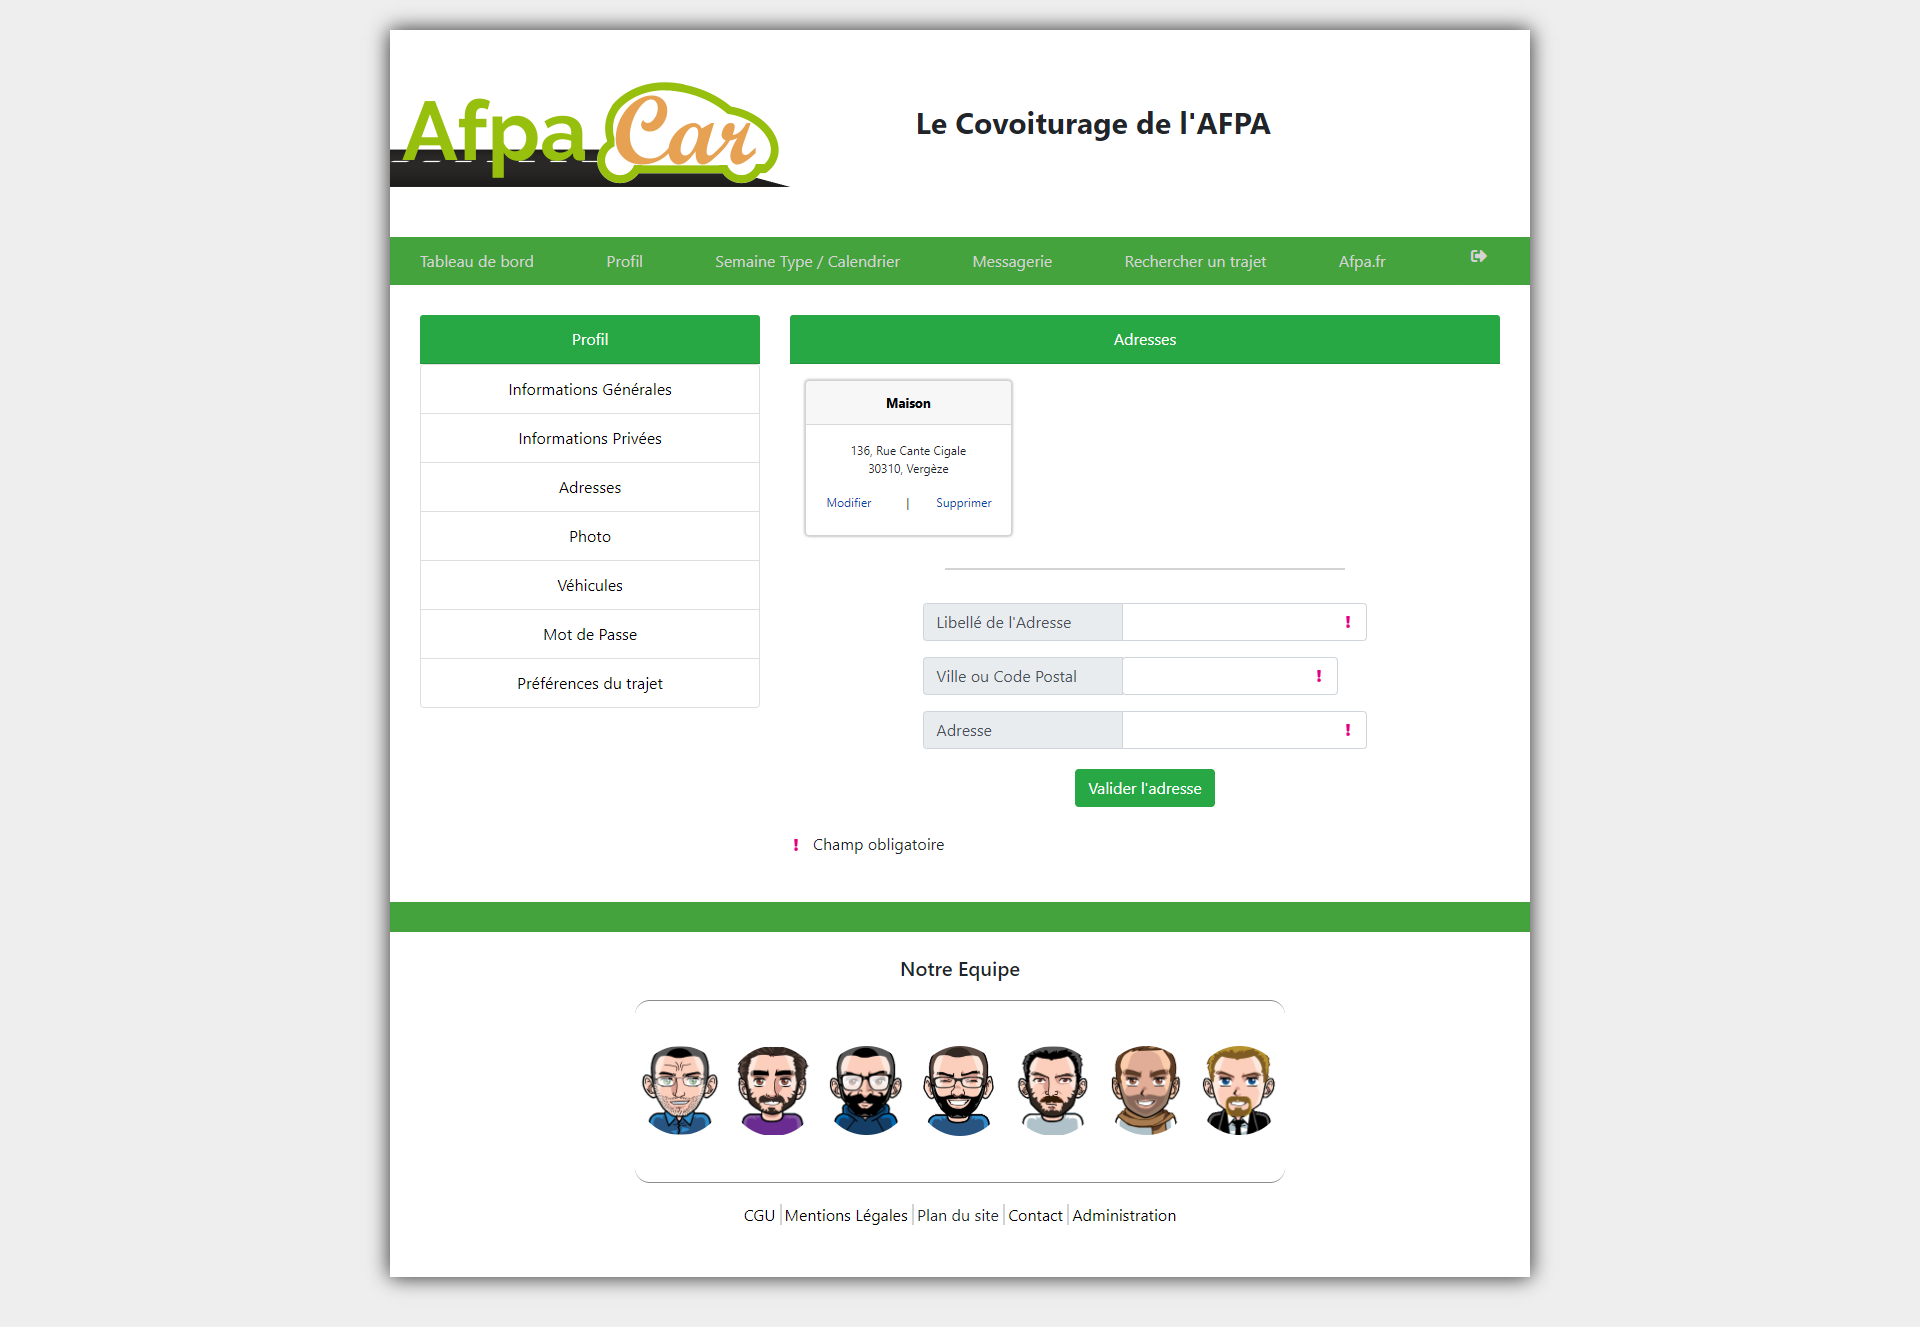 Afpa Car
Le Covoiturage de l'AFPA
Tableau de bord
Profil
Semaine Type / Calendrier
Messagerie
Rechercher un trajet
Afpa.fr
Profil
Informations Générales
Informations Privées
Adresses
Photo
Véhicules
Mot de Passe
Préférences du trajet
Adresses
Maison
136, Rue Cante Cigale
30310, Vergèze
Modifier | Supprimer
Libellé de l'Adresse !
Ville ou Code Postal !
Adresse !
Valider l'adresse
! Champ obligatoire
Notre Equipe
CGU | Mentions Légales | Plan du site | Contact | Administration